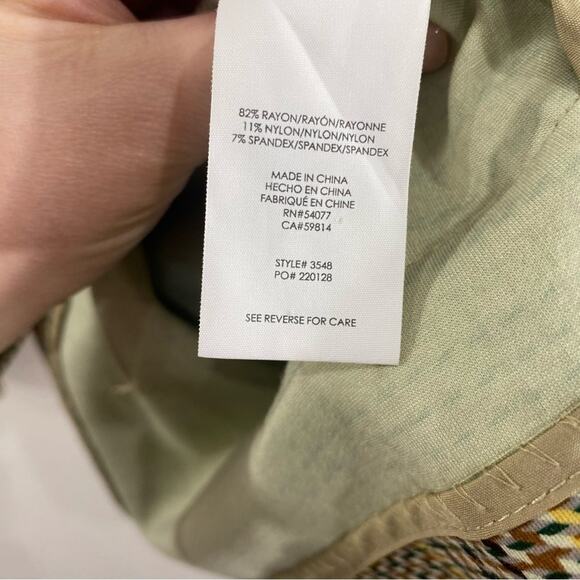 82% RAYON/RAYÓN/RAYONNE
11% NYLON/NYLON/NYLON
7% SPANDEX/SPANDEX/SPANDEX
MADE IN CHINA
HECHO EN CHINA
FABRIQUÉ EN CHINE
RN#54077
CA#59814
STYLE# 3548
PO# 220128
SEE REVERSE FOR CARE